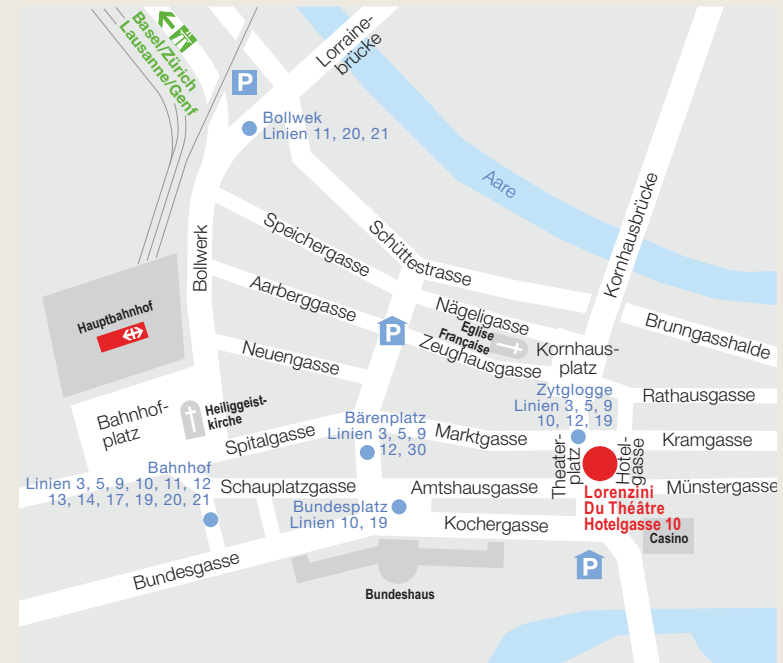 Basel/Zürich
Lausanne/Genf
Lorraine-
brücke
P
Bollwek
Linien 11, 20, 21
Aare
Kornhausbrücke
Speichergasse
Schüttestrasse
Bollwerk
Aarberggasse
Hauptbahnhof
Nägeligasse
Brunngasshalde
P
Eglise
Française
Zeughausgasse
Kornhaus-
platz
Neuengasse
Zytglogge
Linien 3, 5, 9
10, 12, 19
Rathausgasse
Bahnhof-
platz
Heiliggeist-
kirche
Bärenplatz
Linien 3, 5, 9
12, 30
Spitalgasse
Marktgasse
Theater-
platz
Hotel-
gasse
Kramgasse
Bahnhof
Linien 3, 5, 9, 10, 11, 12
13, 14, 17, 19, 20, 21
Schauplatzgasse
Amtshausgasse
Münstergasse
Lorenzini
Du Théâtre
Hotelgasse 10
Bundesplatz
Linien 10, 19
Kochergasse
Casino
Bundesgasse
P
Bundeshaus